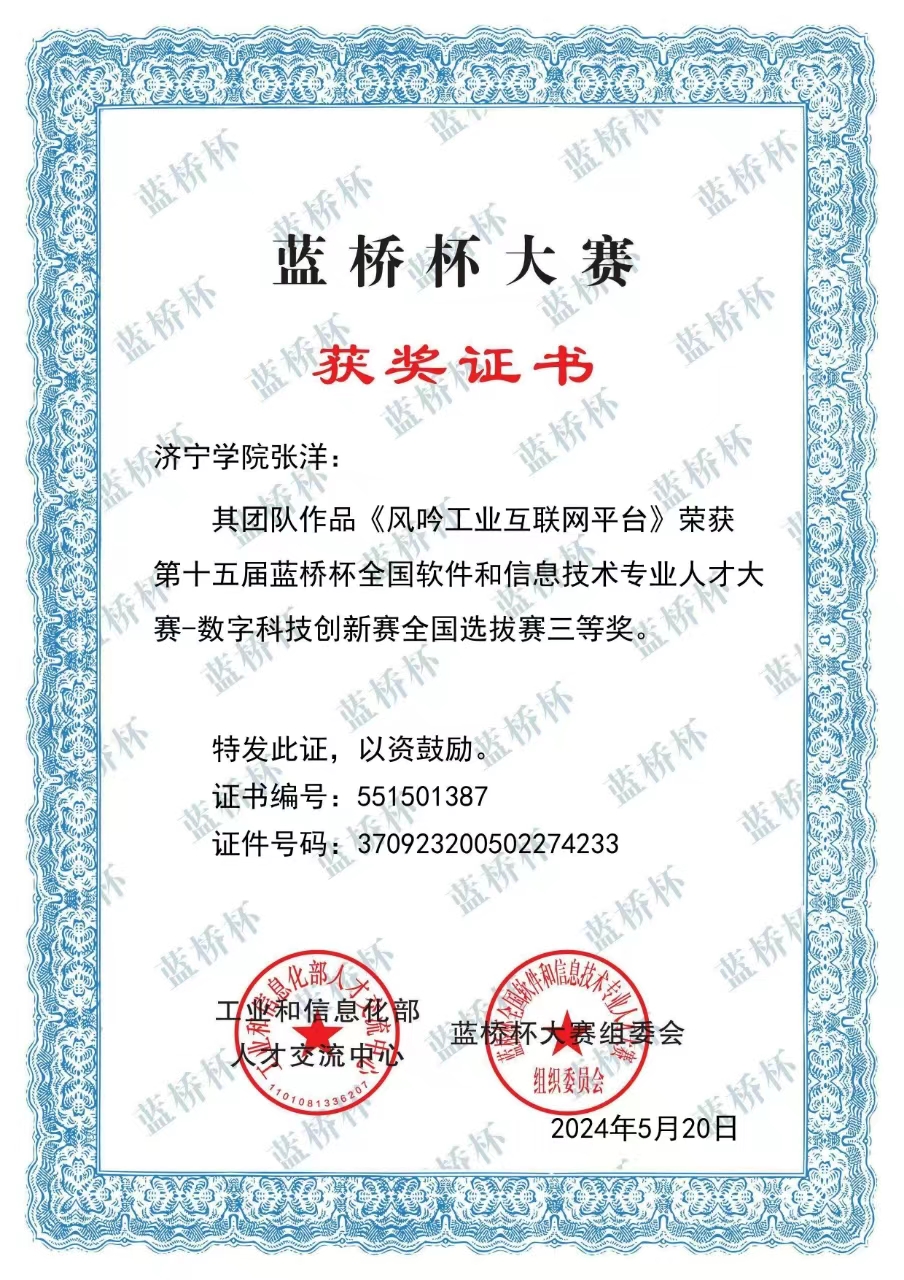 蓝桥杯大赛
获奖证书
济宁学院张洋：
其团队作品《风吟工业互联网平台》荣获
第十五届蓝桥杯全国软件和信息技术专业人才大
赛-数字科技创新赛全国选拔赛三等奖。
特发此证，以资鼓励。
证书编号：551501387
证件号码：370923200502274233
工业和信息化部
人才交流中心
工业和信息化部人才交流中心
1101081336207
蓝桥杯大赛组委会
蓝桥杯全国软件和信息技术专业人才大赛
组织委员会
2024年5月20日
蓝桥杯